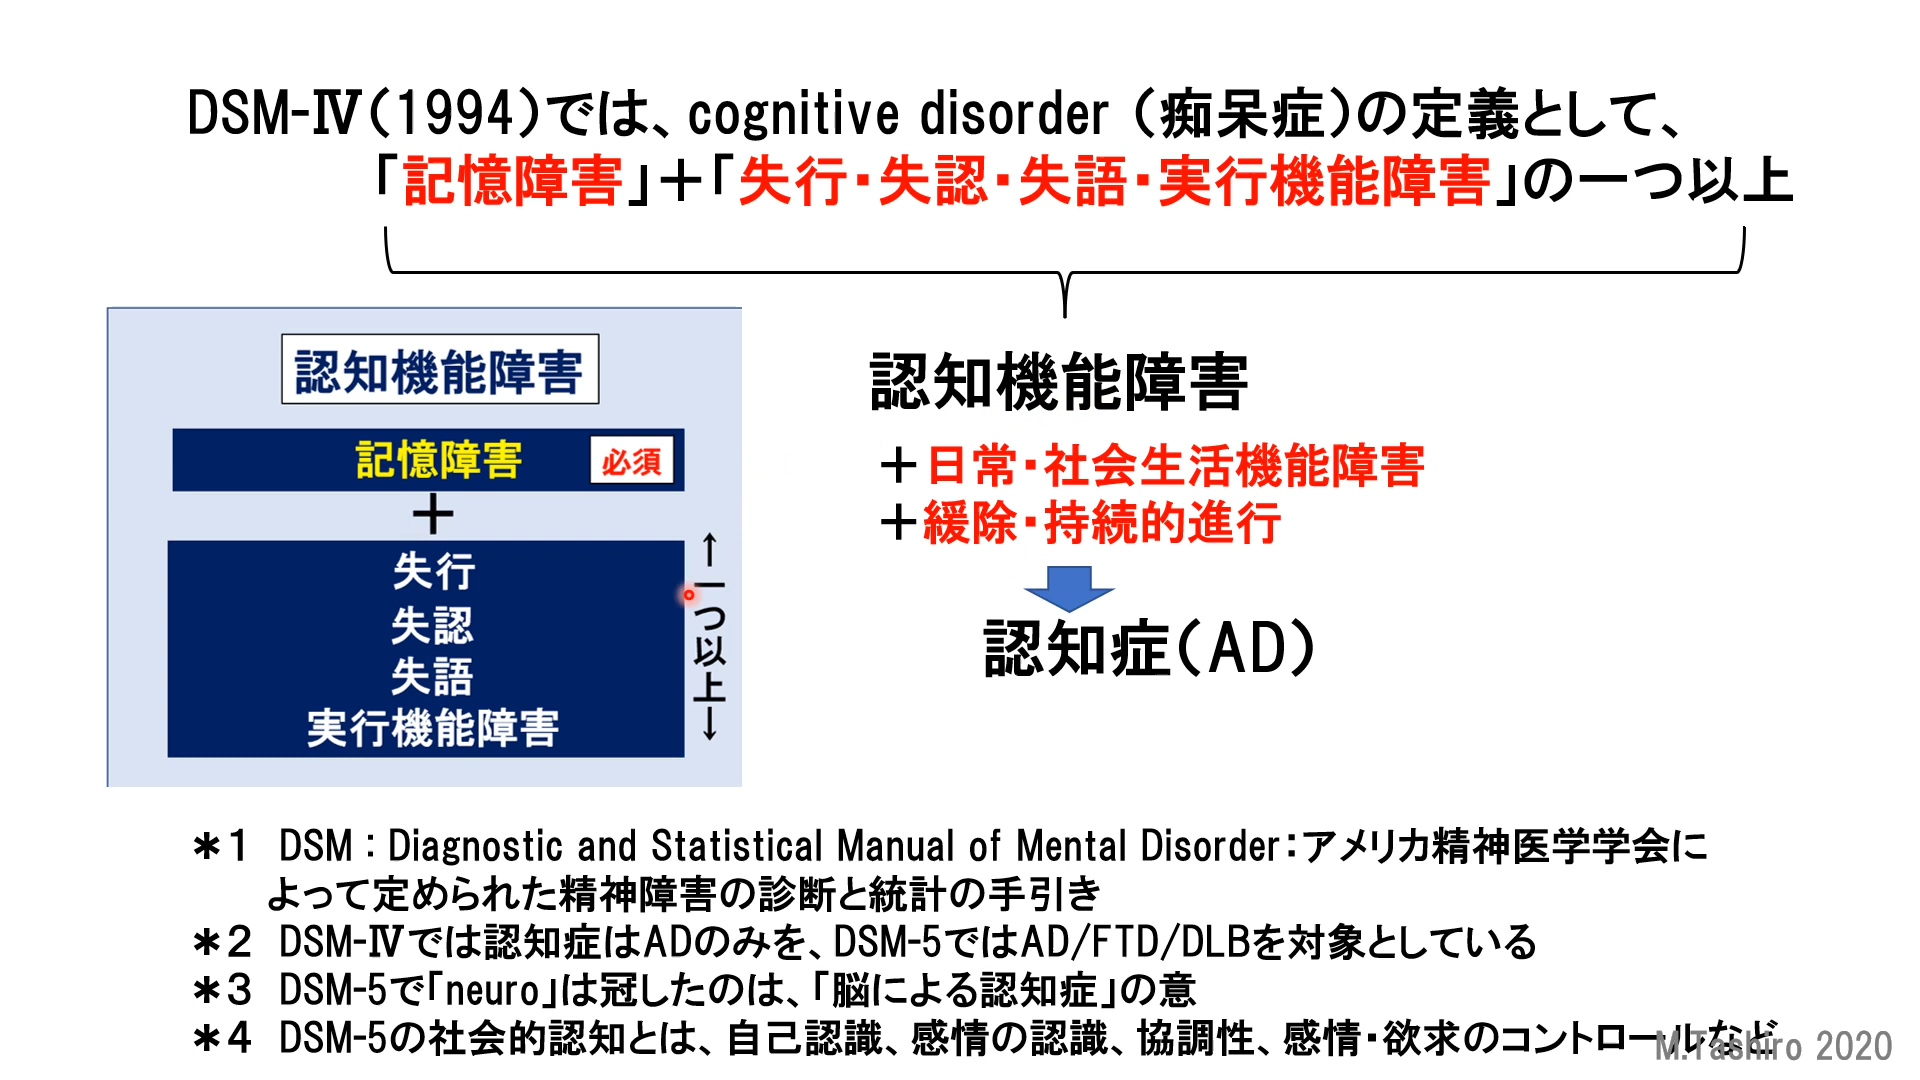 DSM-Ⅳ（1994）では、cognitive disorder （痴呆症）の定義として、
「記憶障害」＋「失行・失認・失語・実行機能障害」の一つ以上
認知機能障害
記憶障害 必須
＋
失行
失認
失語
実行機能障害
↑一つ以上↓
認知機能障害
＋日常・社会生活機能障害
＋緩除・持続的進行
認知症（AD）
＊1 DSM：Diagnostic and Statistical Manual of Mental Disorder：アメリカ精神医学学会に
よって定められた精神障害の診断と統計の手引き
＊2 DSM-Ⅳでは認知症はADのみを、DSM-5ではAD/FTD/DLBを対象としている
＊3 DSM-5で「neuro」は冠したのは、「脳による認知症」の意
＊4 DSM-5の社会的認知とは、自己認識、感情の認識、協調性、感情・欲求のコントロールなど
M.Tashiro 2020